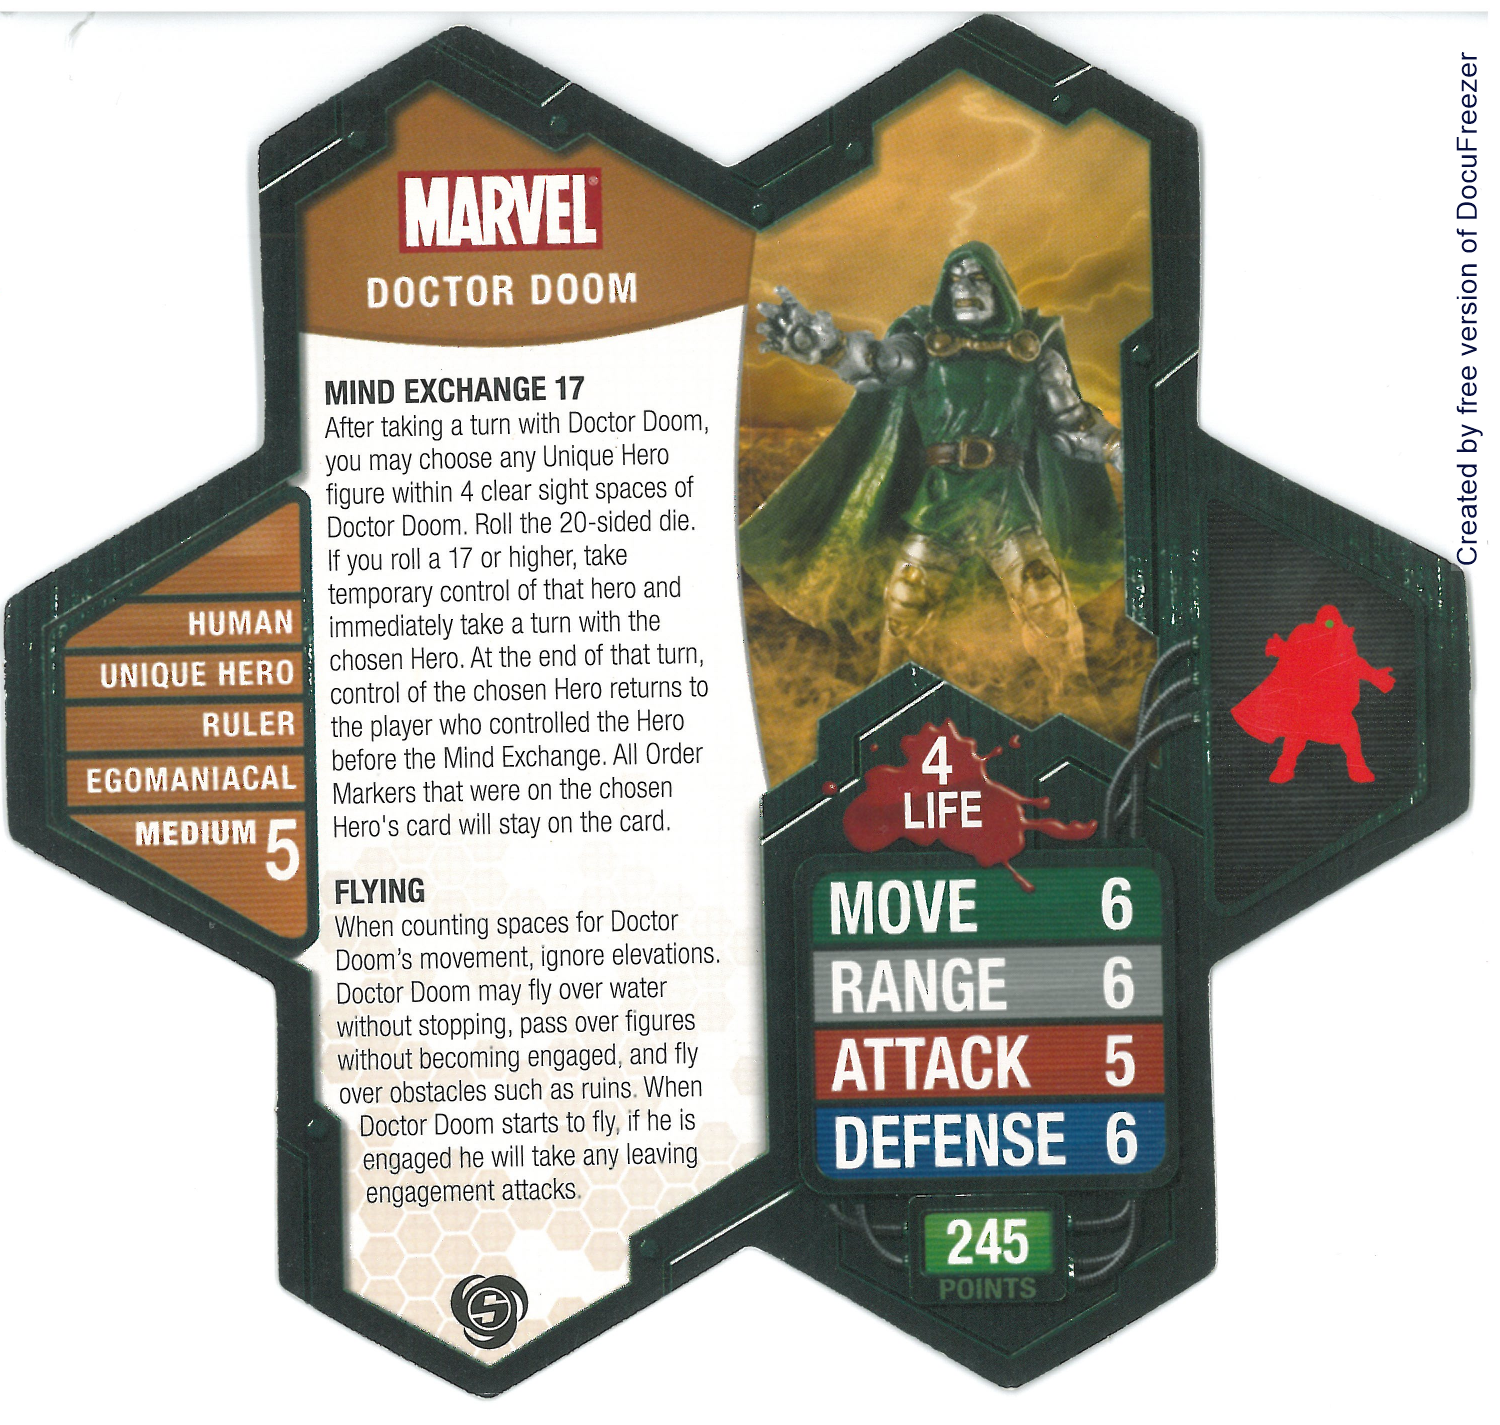 MARVEL®
DOCTOR DOOM
MIND EXCHANGE 17
After taking a turn with Doctor Doom,
you may choose any Unique Hero
figure within 4 clear sight spaces of
Doctor Doom. Roll the 20-sided die.
If you roll a 17 or higher, take
temporary control of that hero and
immediately take a turn with the
chosen Hero. At the end of that turn,
control of the chosen Hero returns to
the player who controlled the Hero
before the Mind Exchange. All Order
Markers that were on the chosen
Hero's card will stay on the card.
FLYING
When counting spaces for Doctor
Doom's movement, ignore elevations.
Doctor Doom may fly over water
without stopping, pass over figures
without becoming engaged, and fly
over obstacles such as ruins. When
Doctor Doom starts to fly, if he is
engaged he will take any leaving
engagement attacks.
HUMAN
UNIQUE HERO
RULER
EGOMANIACAL
MEDIUM 5
4
LIFE
MOVE 6
RANGE 6
ATTACK 5
DEFENSE 6
245
POINTS
S
Created by free version of DocuFreezer